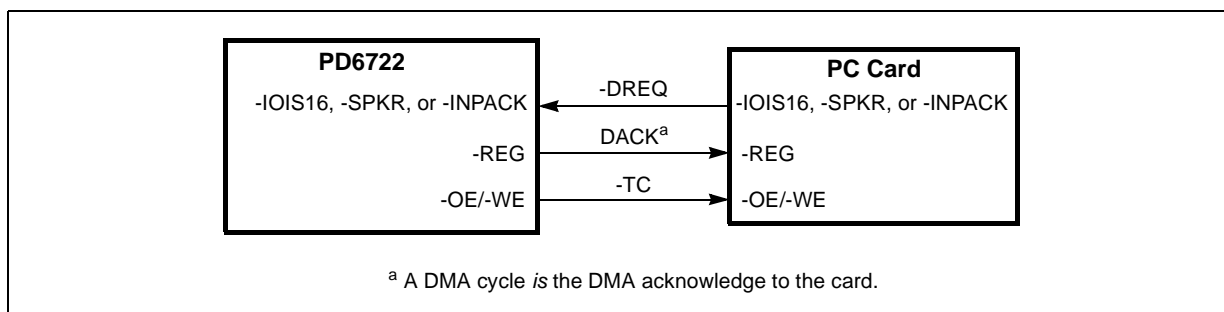 PD6722
PC Card
-DREQ
-IOIS16, -SPKR, or -INPACK
-IOIS16, -SPKR, or -INPACK
DACKᵃ
-REG
-REG
-TC
-OE/-WE
-OE/-WE
ᵃ A DMA cycle is the DMA acknowledge to the card.